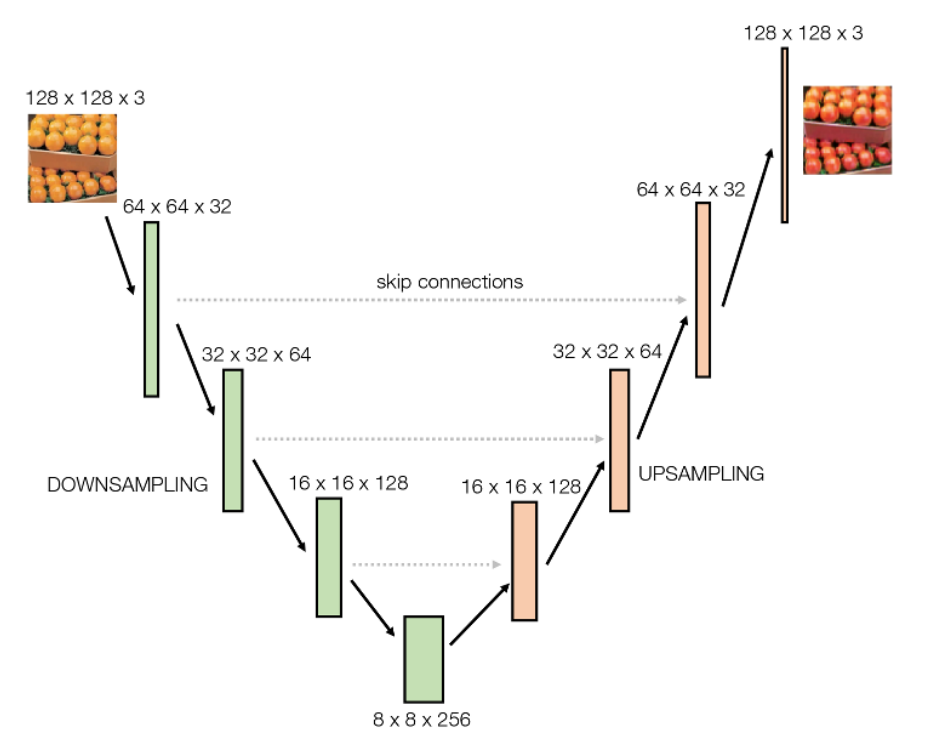 128 x 128 x 3
128 x 128 x 3
64 x 64 x 32
64 x 64 x 32
skip connections
32 x 32 x 64
32 x 32 x 64
DOWNSAMPLING
UPSAMPLING
16 x 16 x 128
16 x 16 x 128
8 x 8 x 256